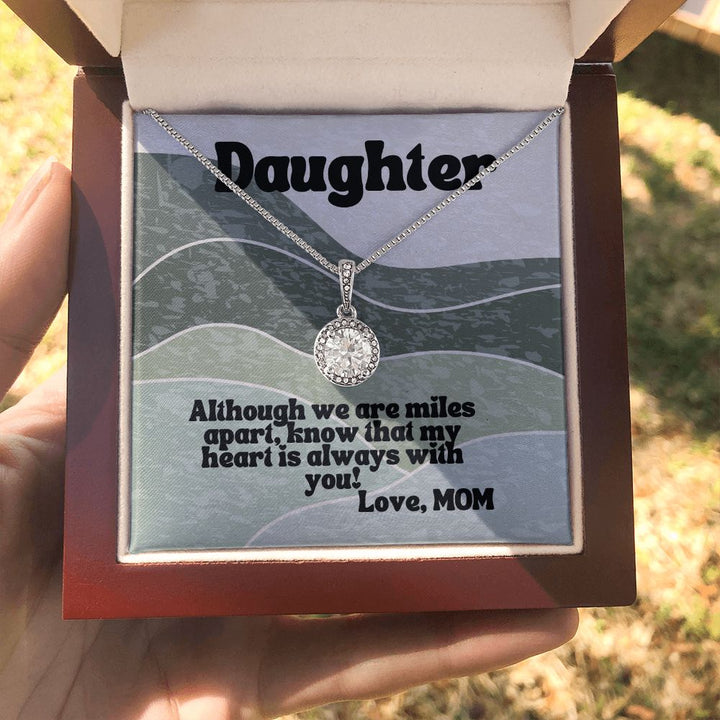 Daughter
Although we are miles
apart, know that my
heart is always with
you!
Love, MOM